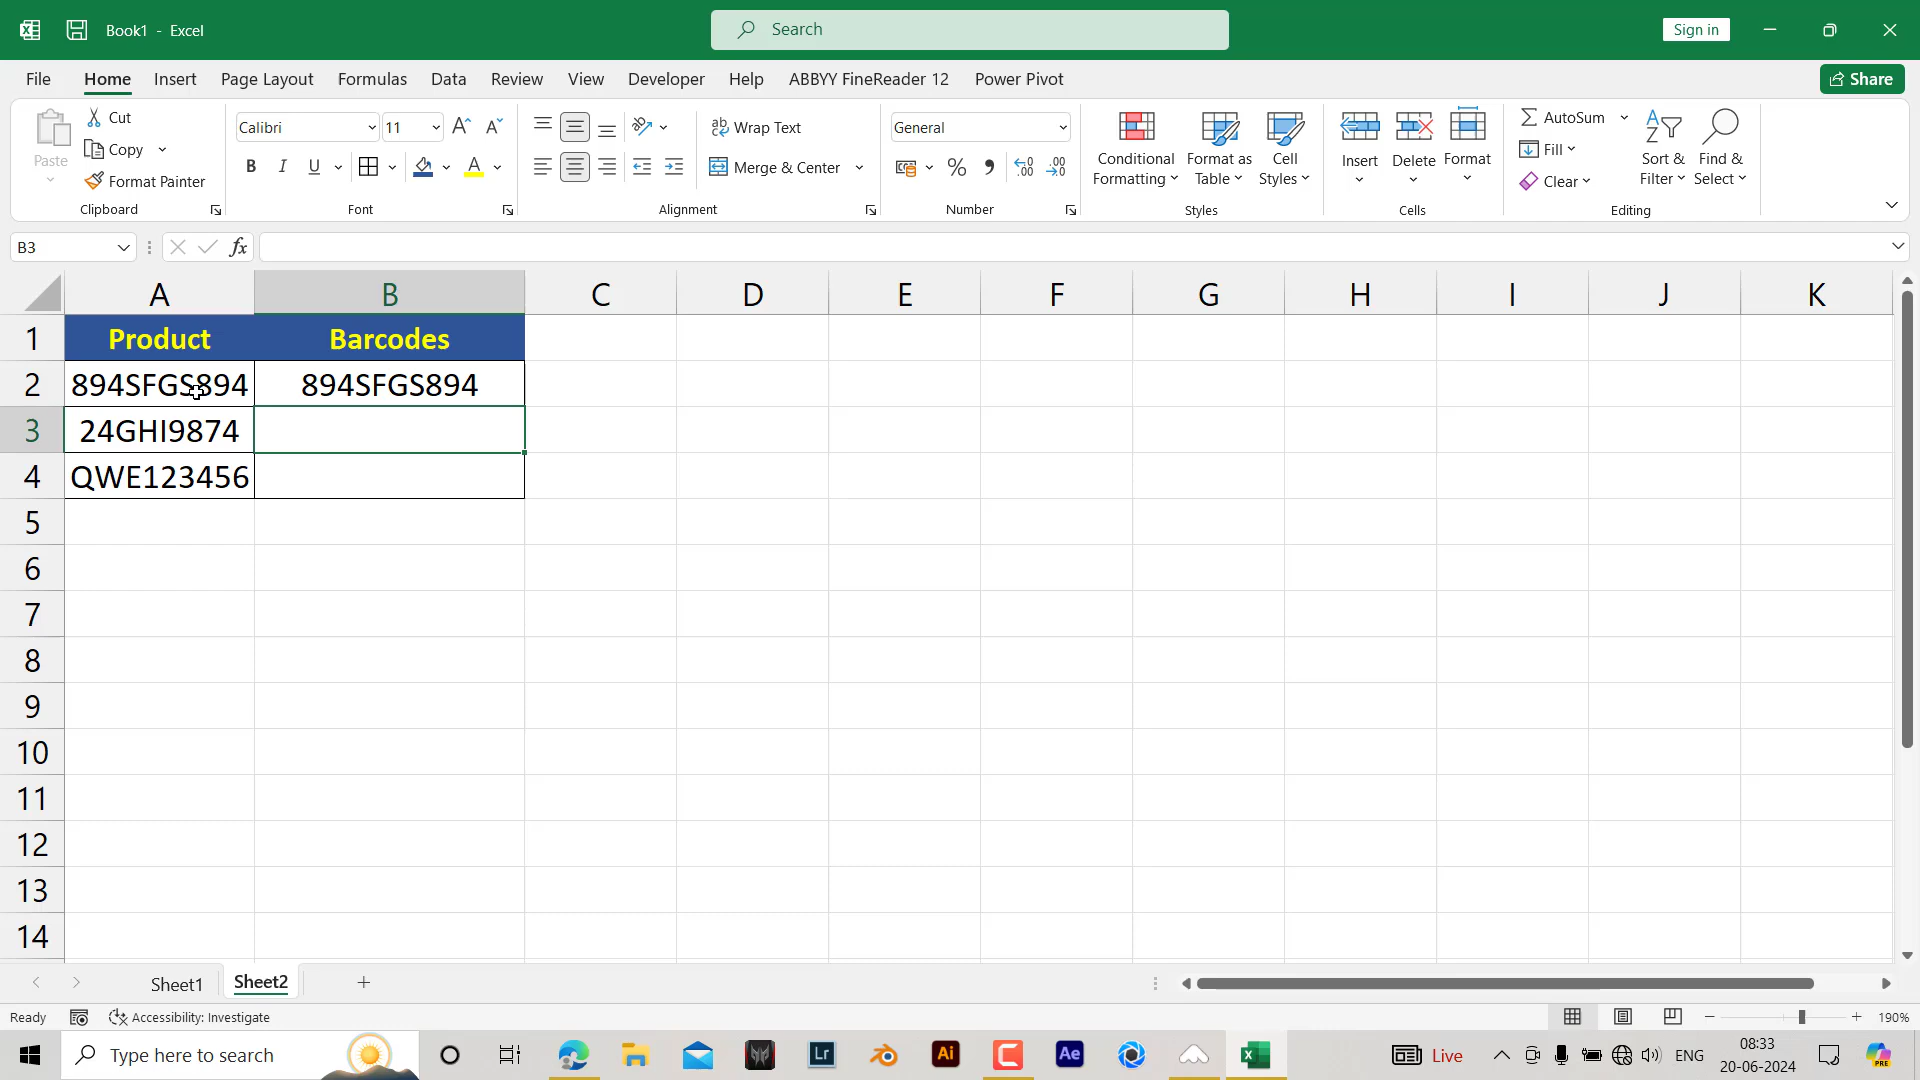 Book1 - Excel
Search
Sign in
File Home Insert Page Layout Formulas Data Review View Developer Help ABBYY FineReader 12 Power Pivot
Share
Paste
Cut
Copy
Format Painter
Clipboard
Calibri 11
B I U A
Font
Wrap Text
Merge & Center
Alignment
General
Number
Conditional Formatting
Format as Table
Cell Styles
Styles
Insert Delete Format
Cells
AutoSum
Fill
Clear
Sort & Filter
Find & Select
Editing
B3 fx
A B C D E F G H I J K
1 Product Barcodes
2 894SFGS894 894SFGS894
3 24GHI9874
4 QWE123456
5
6
7
8
9
10
11
12
13
14
Sheet1 Sheet2
Ready Accessibility: Investigate 190%
Type here to search Lr Ai Ae Live ENG
08:33
20-06-2024
PRE